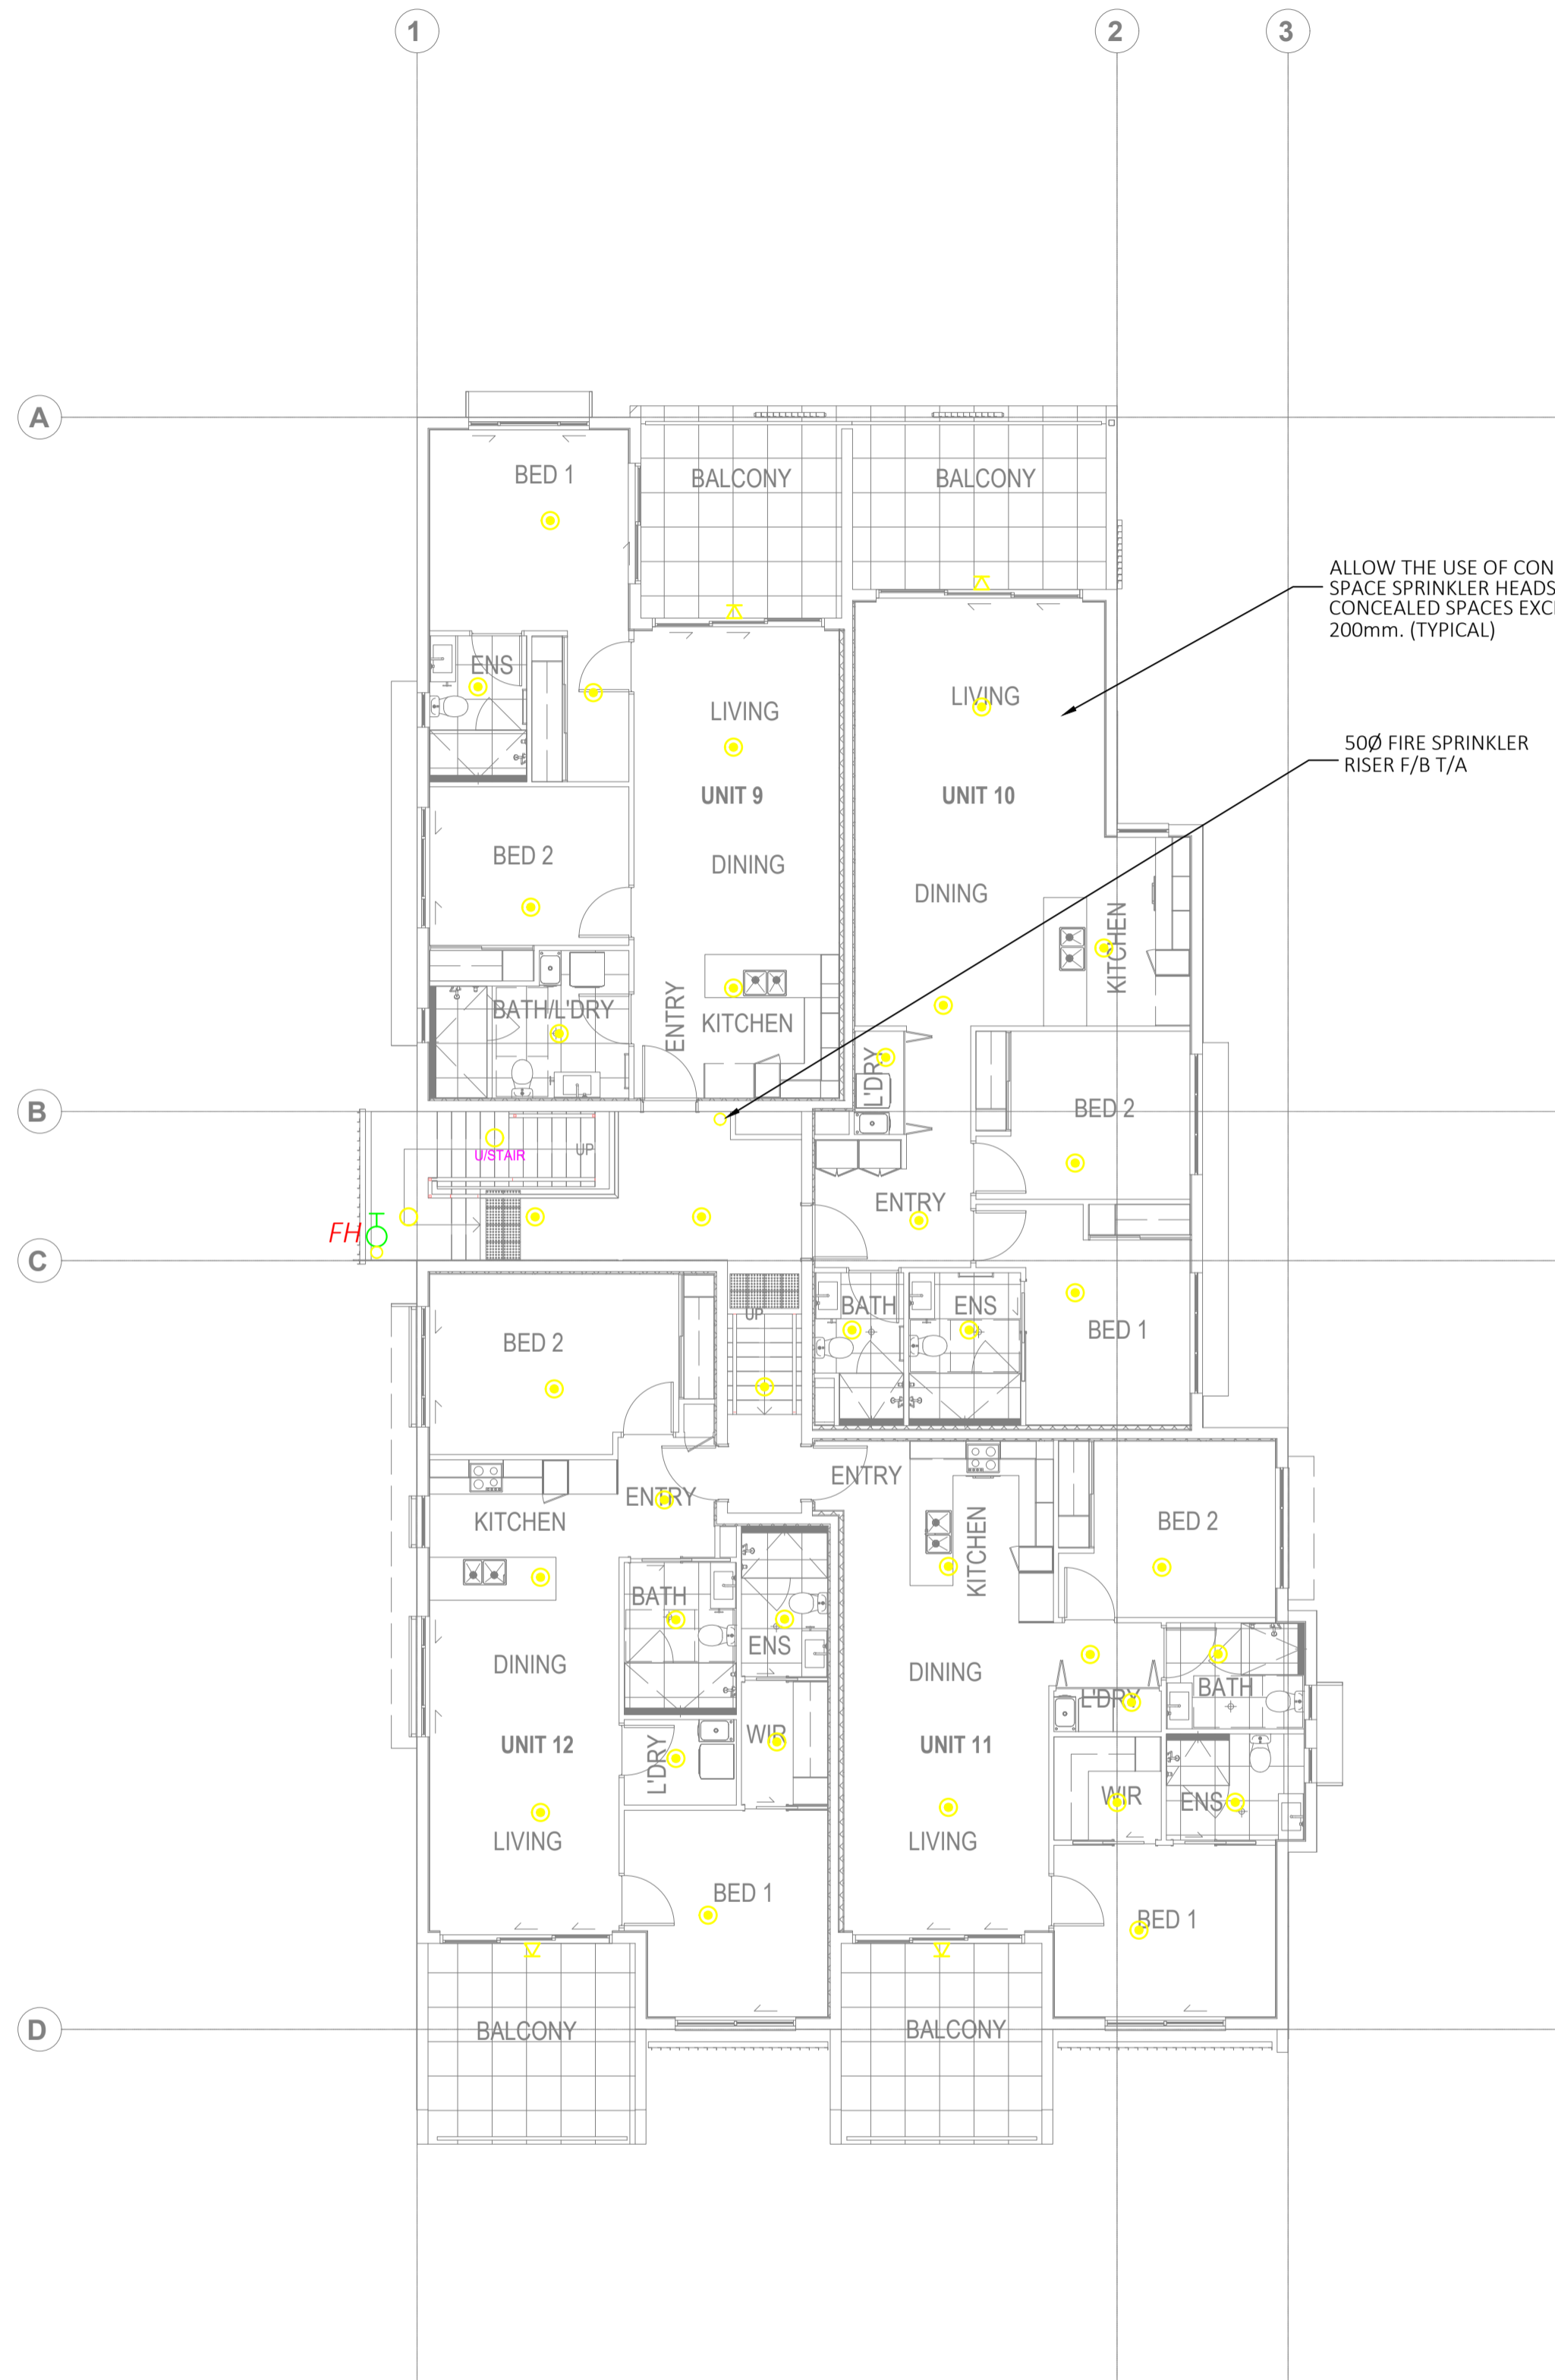 1
2
3
A
BED 1
BALCONY
BALCONY
ALLOW THE USE OF CON
SPACE SPRINKLER HEADS
CONCEALED SPACES EXC
200mm. (TYPICAL)
ENS
LIVING
LIVING
50Ø FIRE SPRINKLER
RISER F/B T/A
UNIT 9
UNIT 10
BED 2
DINING
DINING
KITCHEN
BATH/L'DRY
ENTRY
KITCHEN
L'DRY
B
BED 2
UP
U/STAIR
ENTRY
FH
C
BATH
ENS
UP
BED 1
BED 2
ENTRY
ENTRY
KITCHEN
KITCHEN
BED 2
BATH
ENS
DINING
DINING
BATH
L'DRY
WIR
UNIT 12
L'DRY
UNIT 11
WIR
ENS
LIVING
LIVING
BED 1
BED 1
D
BALCONY
BALCONY